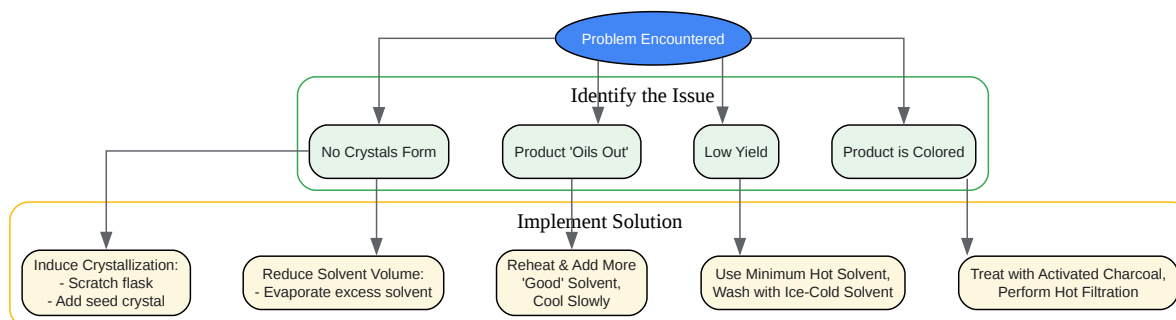 Problem Encountered
Identify the Issue
No Crystals Form
Product 'Oils Out'
Low Yield
Product is Colored
Implement Solution
Induce Crystallization:
- Scratch flask
- Add seed crystal
Reduce Solvent Volume:
- Evaporate excess solvent
Reheat & Add More
'Good' Solvent,
Cool Slowly
Use Minimum Hot Solvent,
Wash with Ice-Cold Solvent
Treat with Activated Charcoal,
Perform Hot Filtration